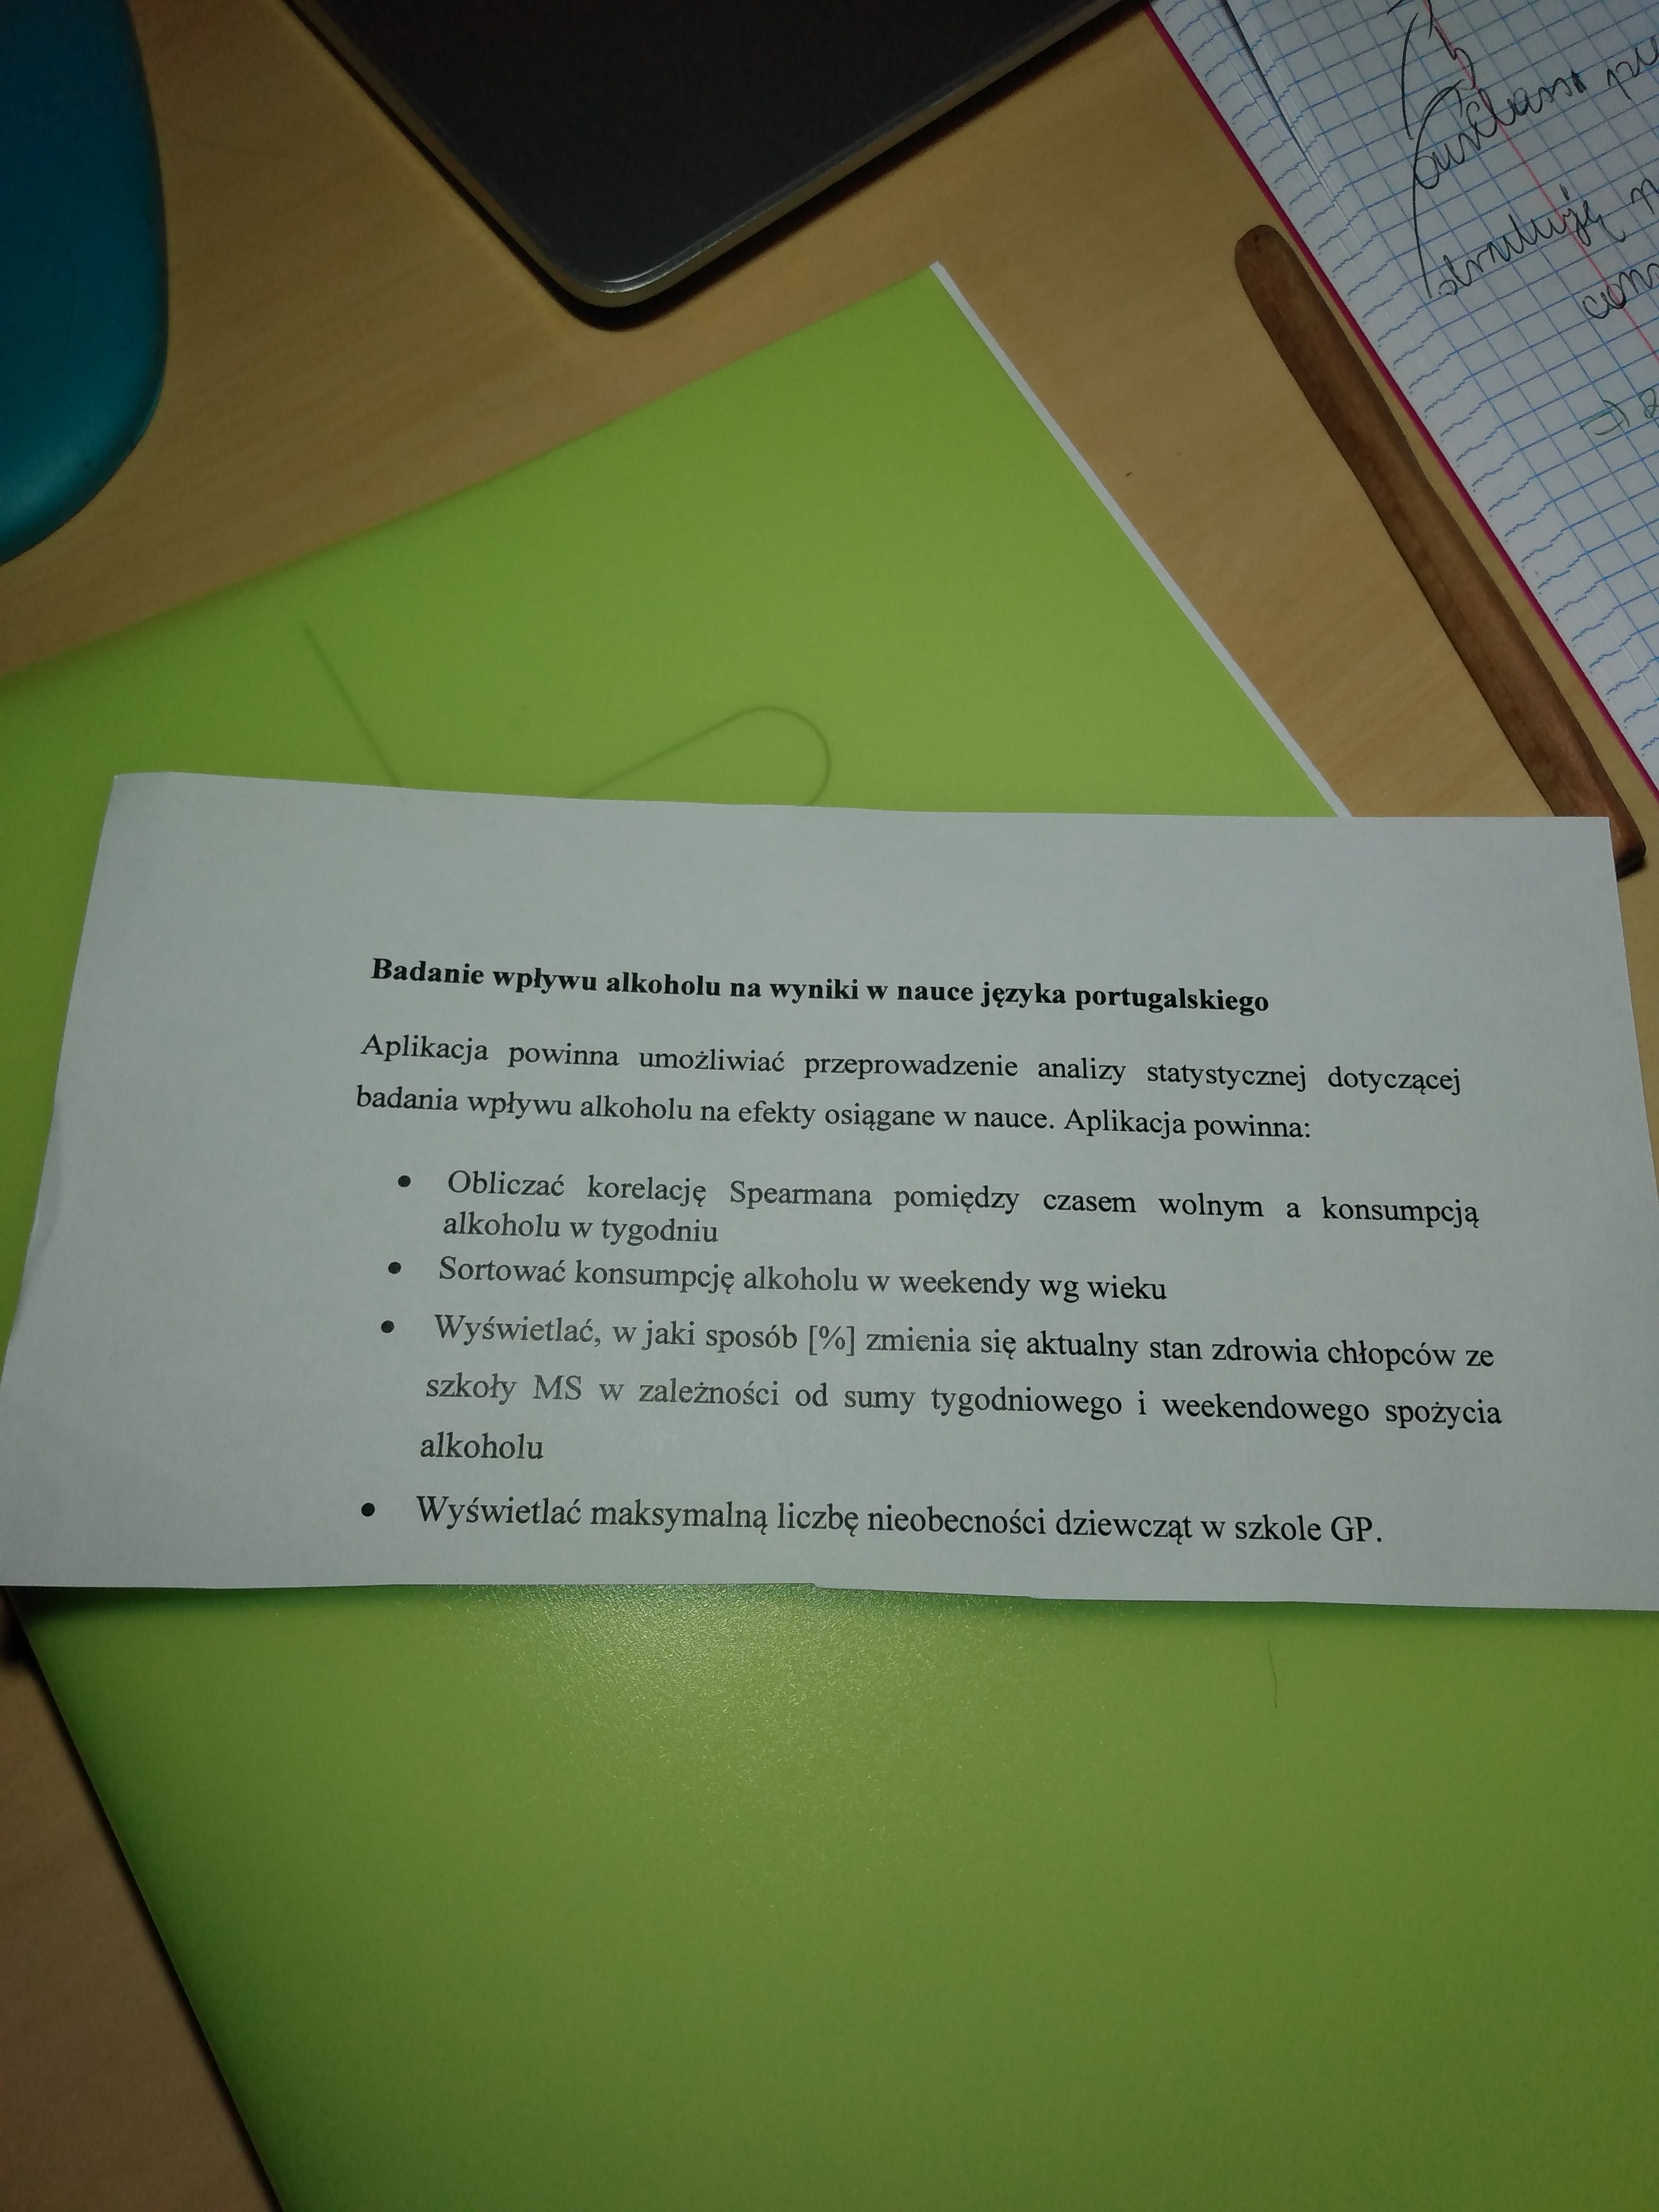 Badanie wpływu alkoholu na wyniki w nauce języka portugalskiego
Aplikacja powinna umożliwiać przeprowadzenie analizy statystycznej dotyczącej
badania wpływu alkoholu na efekty osiągane w nauce. Aplikacja powinna:
• Obliczać korelację Spearmana pomiędzy czasem wolnym a konsumpcją
alkoholu w tygodniu
• Sortować konsumpcję alkoholu w weekendy wg wieku
• Wyświetlać, w jaki sposób [%] zmienia się aktualny stan zdrowia chłopców ze
szkoły MS w zależności od sumy tygodniowego i weekendowego spożycia
alkoholu
• Wyświetlać maksymalną liczbę nieobecności dziewcząt w szkole GP.